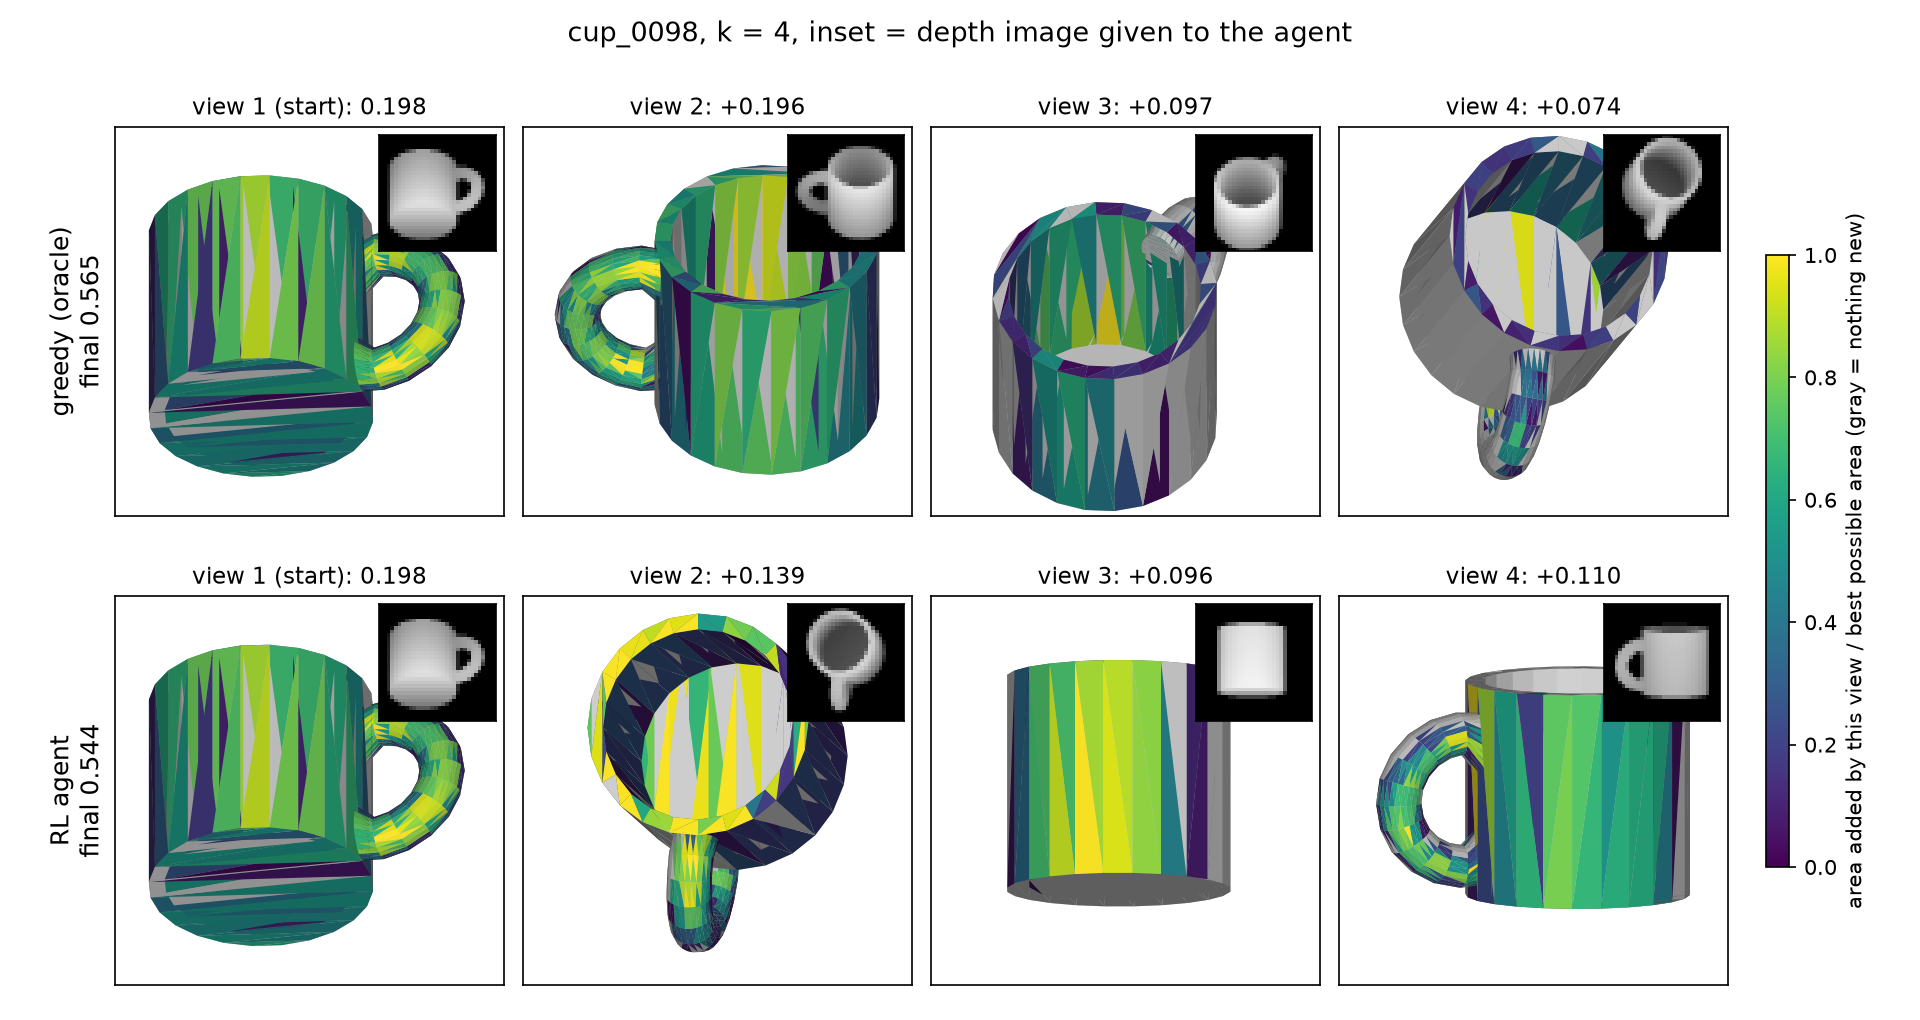 cup_0098, k = 4, inset = depth image given to the agent
greedy (oracle)
final 0.565
view 1 (start): 0.198
view 2: +0.196
view 3: +0.097
view 4: +0.074
RL agent
final 0.544
view 1 (start): 0.198
view 2: +0.139
view 3: +0.096
view 4: +0.110
1.0
0.8
0.6
0.4
0.2
0.0
area added by this view / best possible area (gray = nothing new)